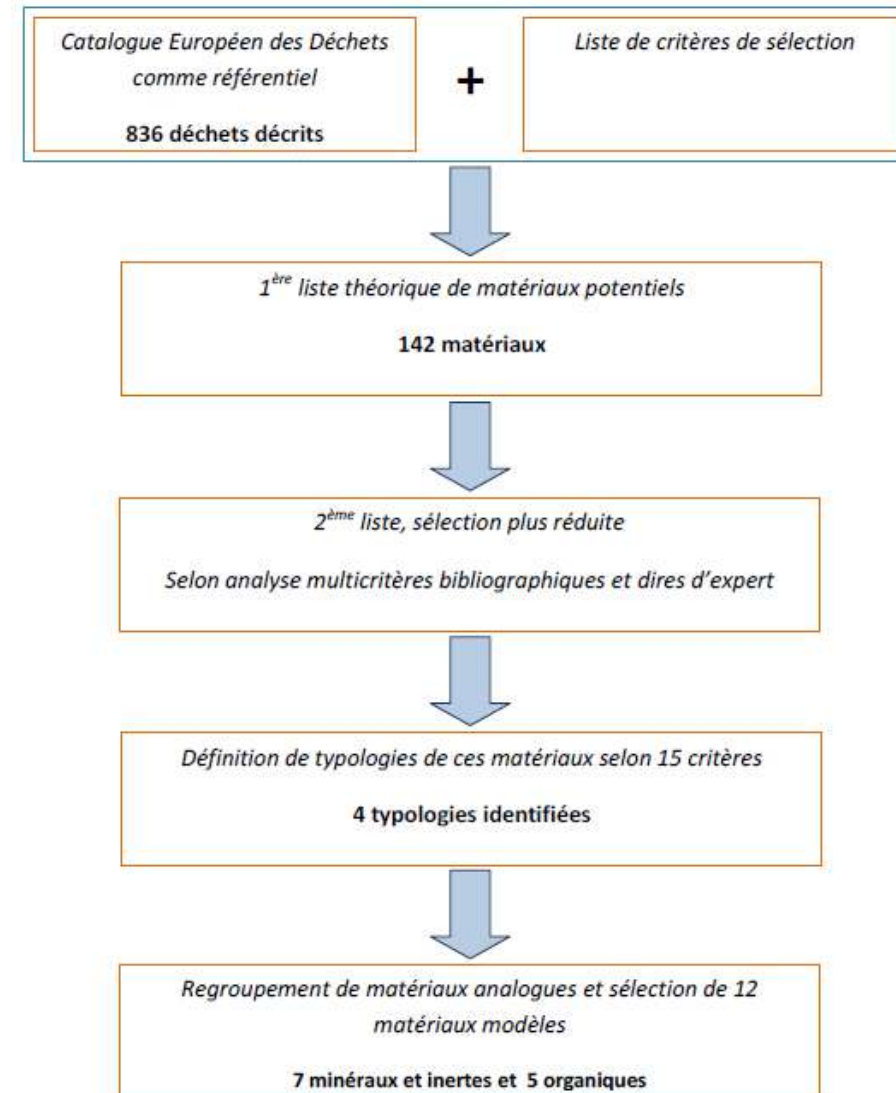 Catalogue Européen des Déchets
comme référentiel
836 déchets décrits
+
Liste de critères de sélection
1ère liste théorique de matériaux potentiels
142 matériaux
2ème liste, sélection plus réduite
Selon analyse multicritères bibliographiques et dires d'expert
Définition de typologies de ces matériaux selon 15 critères
4 typologies identifiées
Regroupement de matériaux analogues et sélection de 12
matériaux modèles
7 minéraux et inertes et 5 organiques